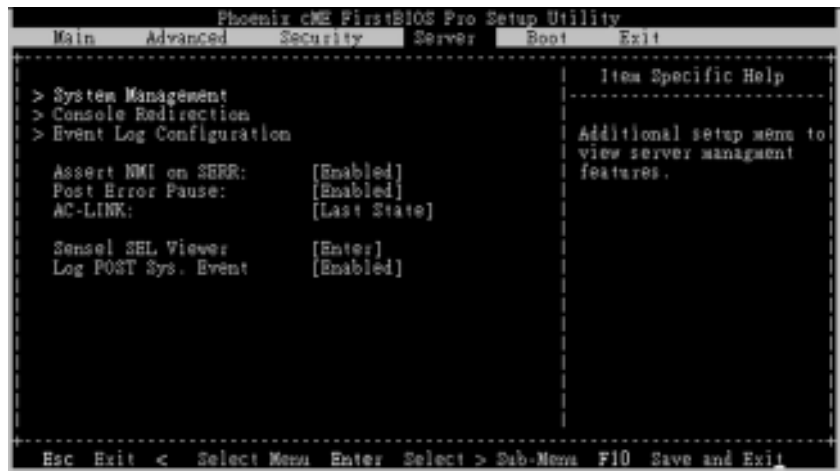 Phoenix cME FirstBIOS Pro Setup Utility
Main Advanced Security Server Boot Exit
Item Specific Help
> System Management
> Console Redirection
> Event Log Configuration
Additional setup menu to
view server managment
features.
Assert NMI on SERR: [Enabled]
Post Error Pause: [Enabled]
AC-LINK: [Last State]
Sensel SEL Viewer [Enter]
Log POST Sys. Event [Enabled]
Esc Exit < Select Menu Enter Select > Sub-Menu F10 Save and Exit